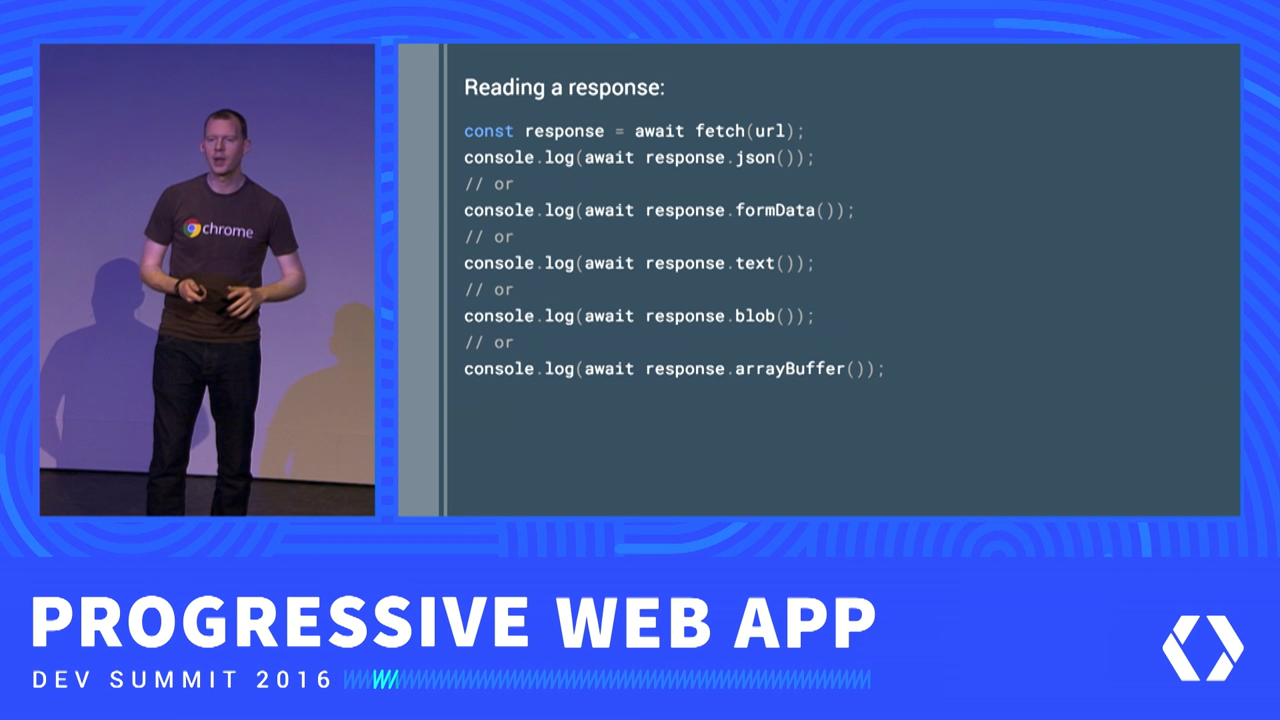 chrome
Reading a response:
const response = await fetch(url);
console.log(await response.json());
// or
console.log(await response.formData());
// or
console.log(await response.text());
// or
console.log(await response.blob());
// or
console.log(await response.arrayBuffer());
PROGRESSIVE WEB APP
DEV SUMMIT 2016